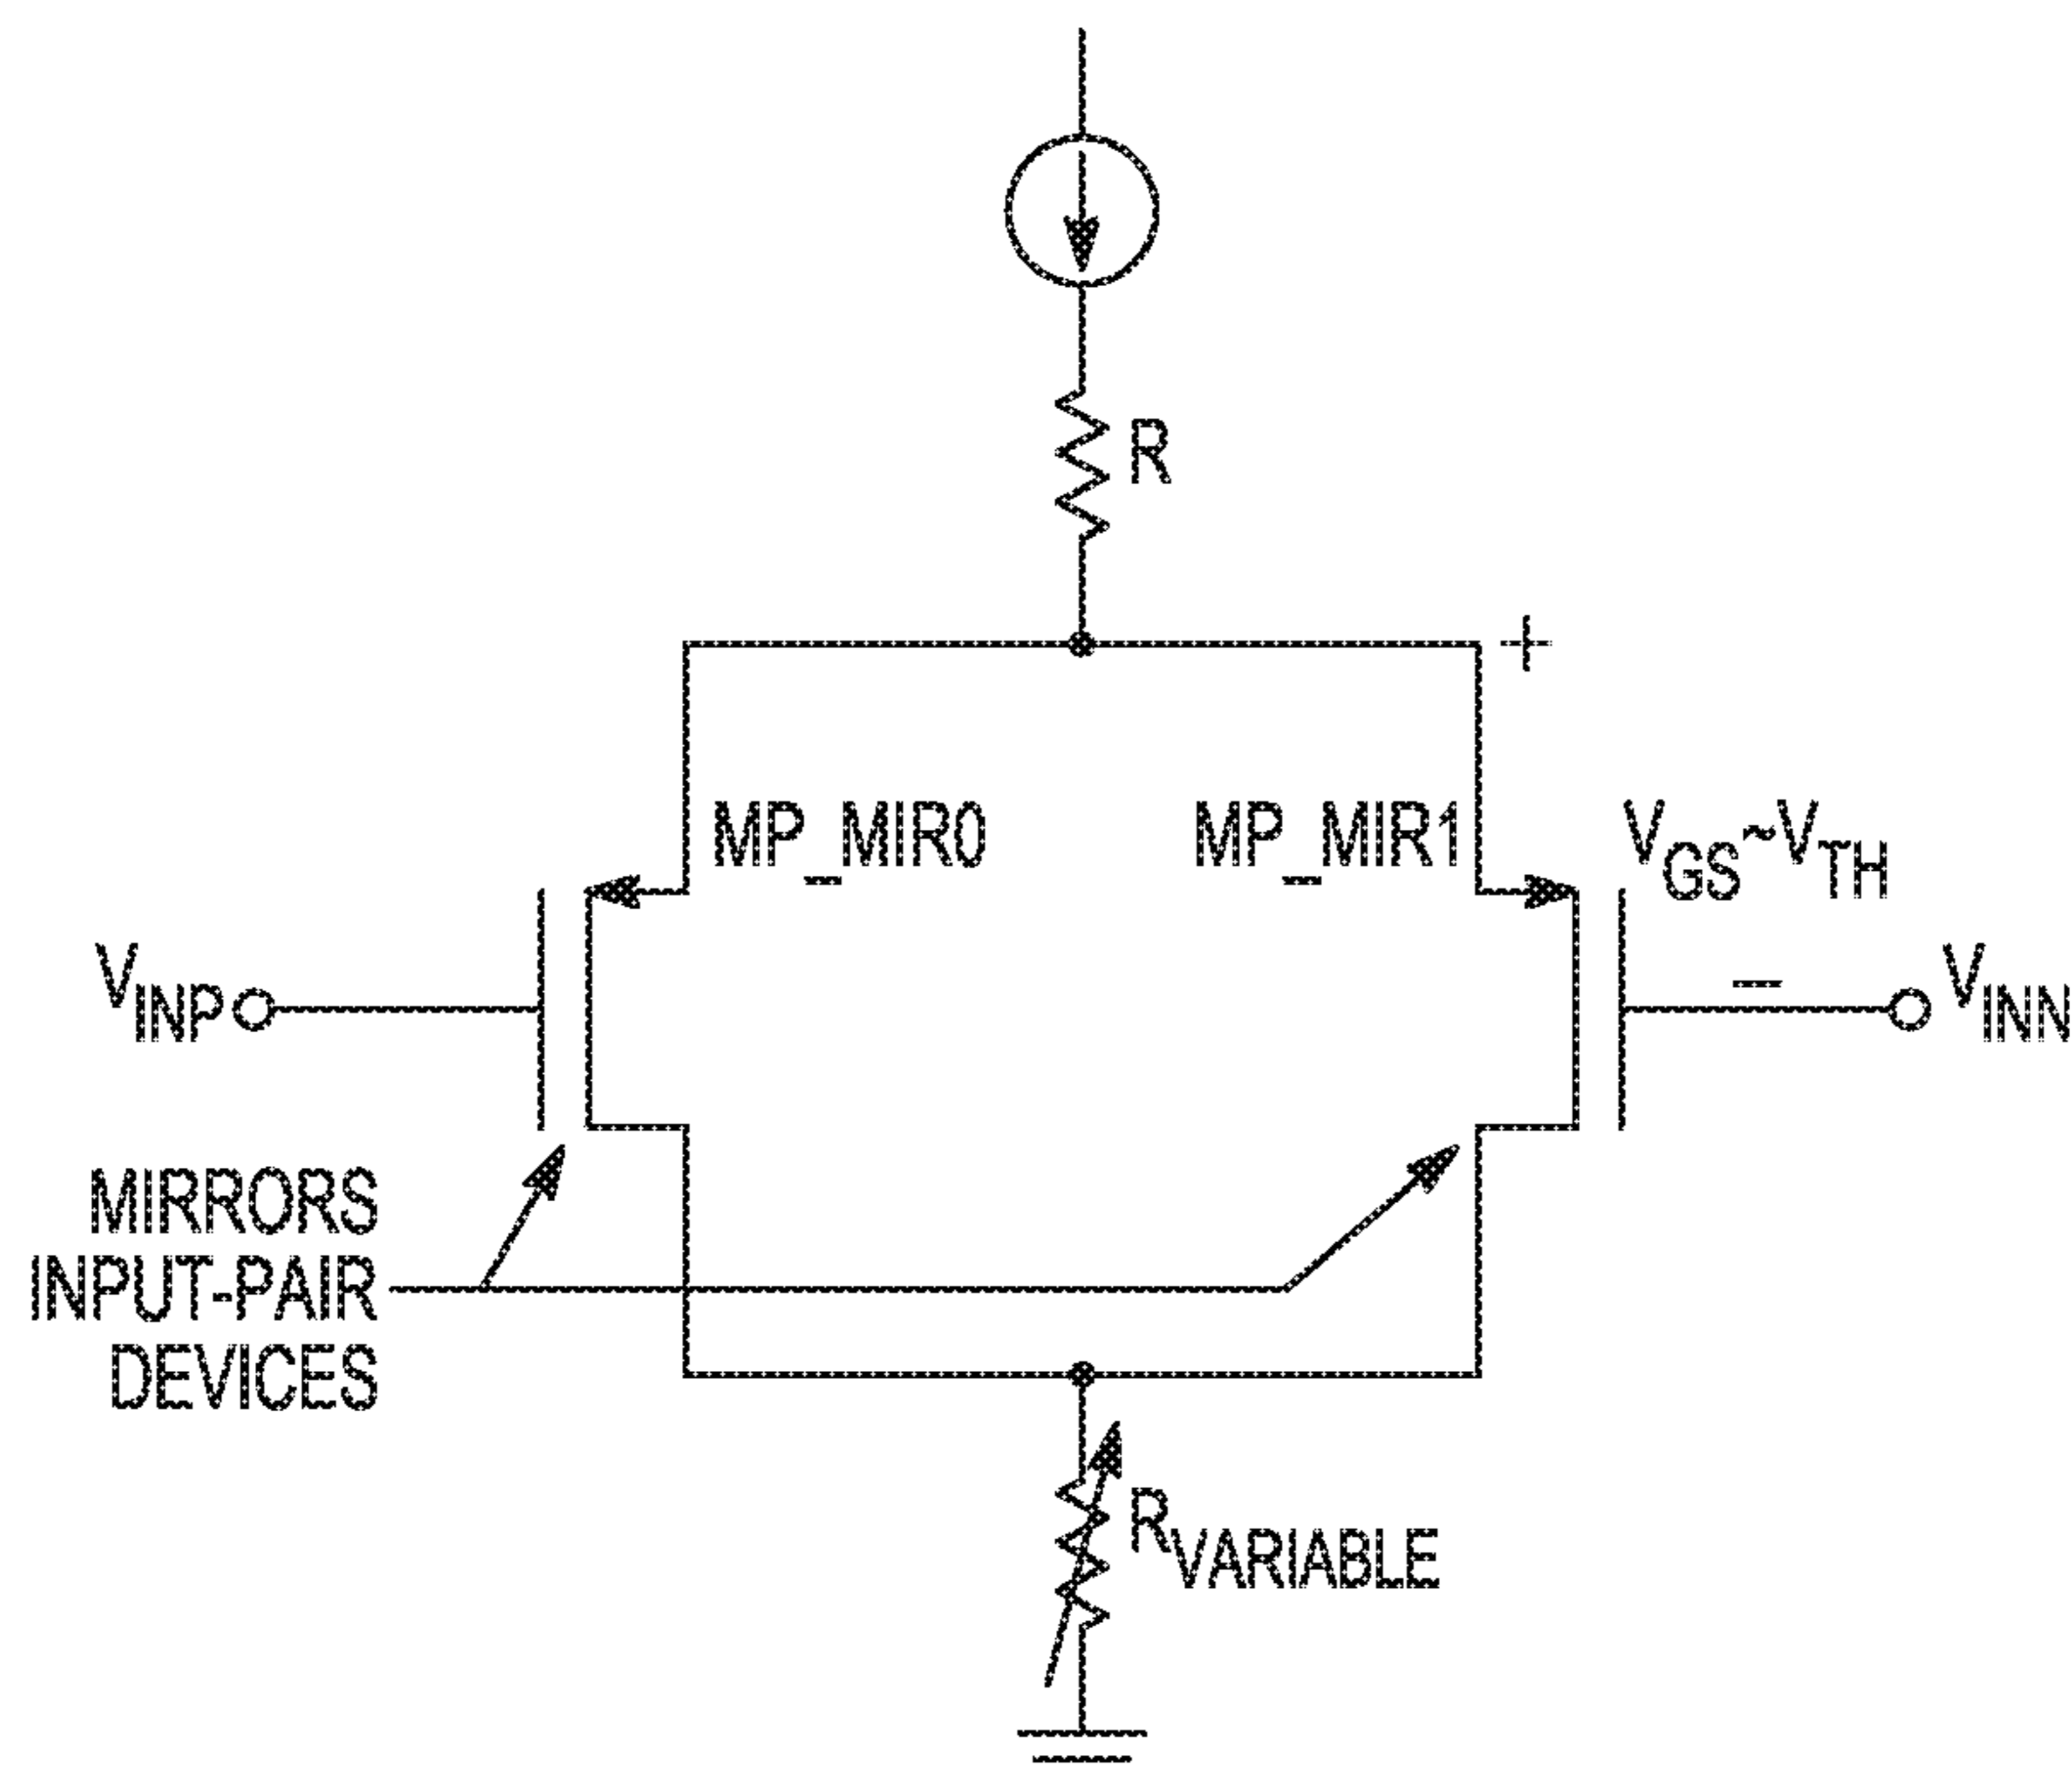 R
+
MP_MIR0
MP_MIR1
VGS~VTH
VINP
–
VINN
MIRRORS
INPUT-PAIR
DEVICES
RVARIABLE